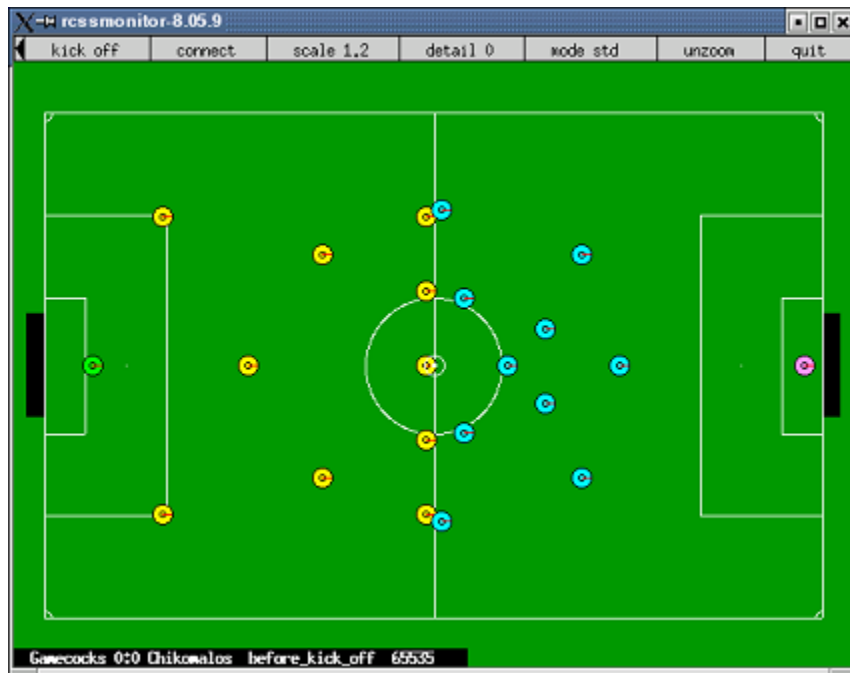 rcssmonitor-8.05.9
kick off connect scale 1.2 detail 0 mode std unzoom quit
Gamecocks 0:0 Chikomalos before_kick_off 65535